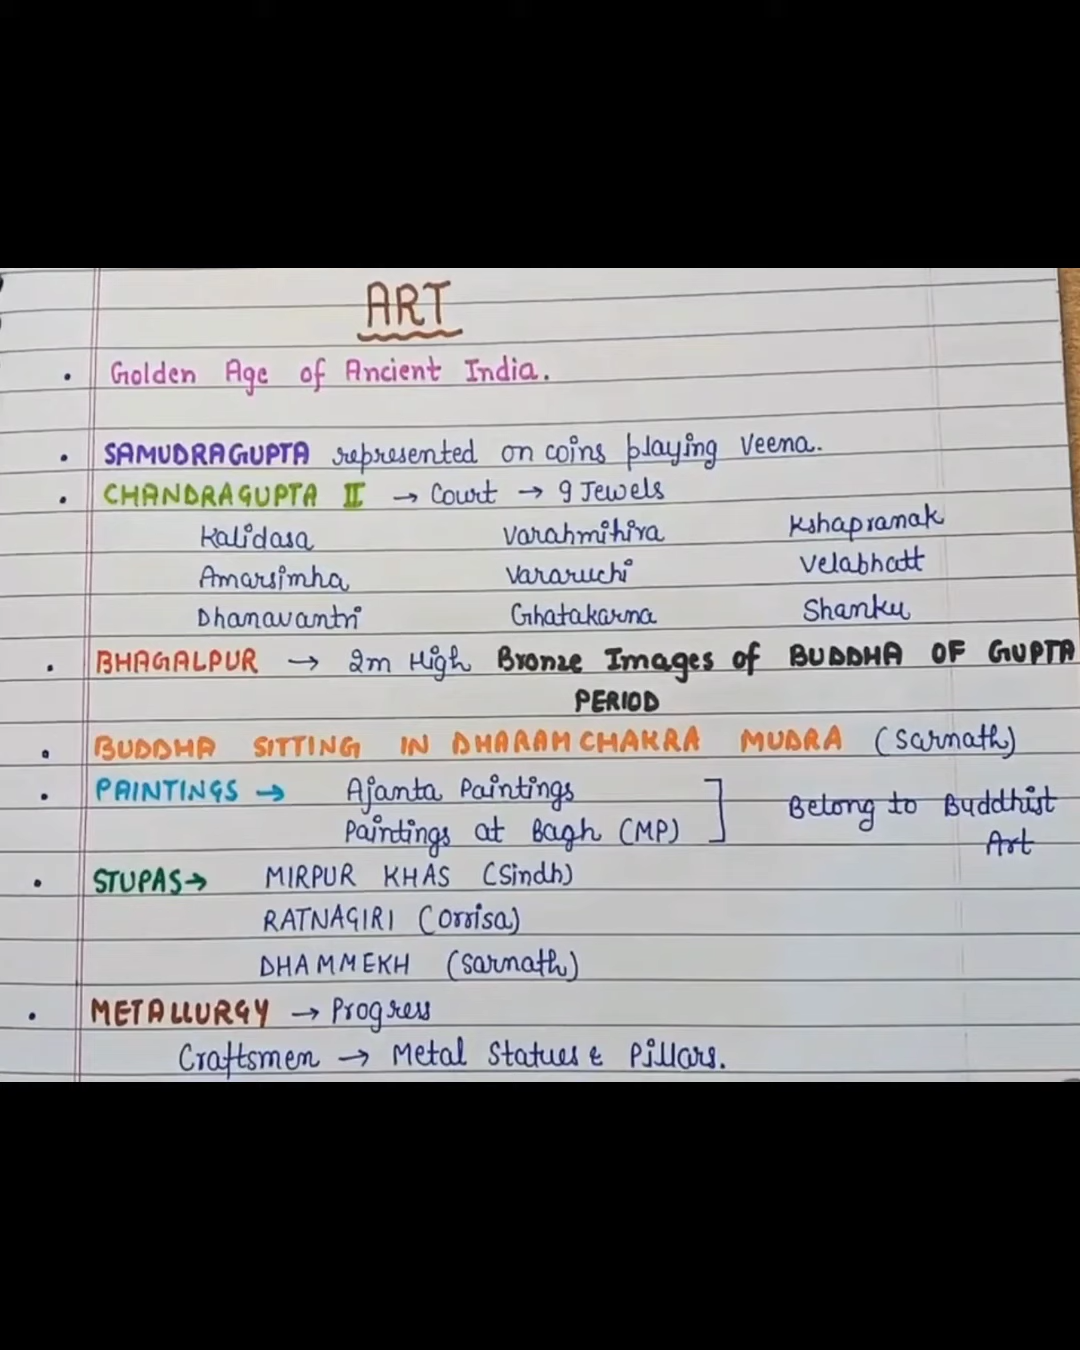 ART
• Golden Age of Ancient India.
• SAMUDRAGUPTA represented on coins playing Veena.
• CHANDRAGUPTA II → Court → 9 Jewels
Kalidasa Varahmihira Kshapranak
Amarsimha Vararuchi Velabhatt
Dhanavantri Ghatakarna Shanku
• BHAGALPUR → 2m High Bronze Images of BUDDHA OF GUPTA
PERIOD
• BUDDHA SITTING IN DHARAMCHAKRA MUDRA (Sarnath)
• PAINTINGS → Ajanta Paintings
Paintings at Bagh (MP) ] Belong to Buddhist
Art
• STUPAS → MIRPUR KHAS (Sindh)
RATNAGIRI (Orrisa)
DHAMMEKH (Sarnath)
• METALLURGY → Progress
Craftsmen → Metal Statues & Pillars.